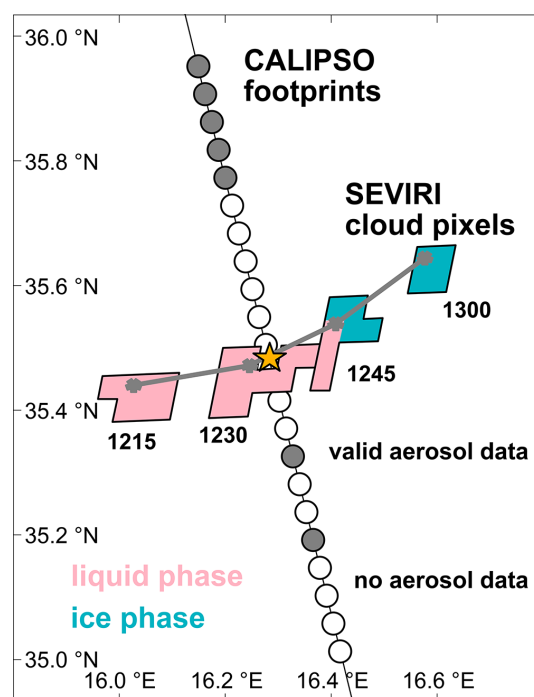 36.0 °N
CALIPSO
footprints
35.8 °N
SEVIRI
cloud pixels
35.6 °N
1300
1245
35.4 °N
1215
1230
valid aerosol data
35.2 °N
liquid phase
no aerosol data
ice phase
35.0 °N
16.0 °E
16.2 °E
16.4 °E
16.6 °E